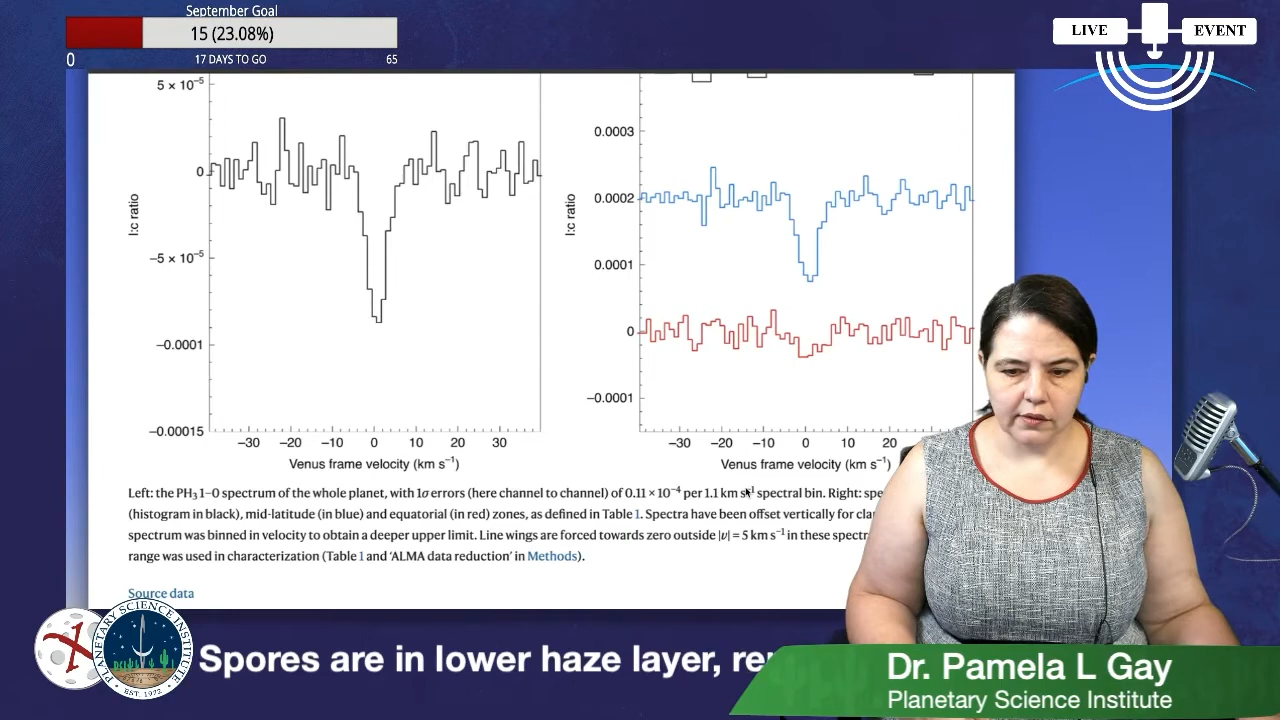 September Goal
15 (23.08%)
0 17 DAYS TO GO 65
LIVE EVENT
5 × 10⁻⁵
0
−5 × 10⁻⁵
−0.0001
−0.00015
l:c ratio
−30 −20 −10 0 10 20 30
Venus frame velocity (km s⁻¹)
0.0003
0.0002
0.0001
0
−0.0001
l:c ratio
−30 −20 −10 0 10 20
Venus frame velocity (km s⁻¹)
Left: the PH₃ 1–0 spectrum of the whole planet, with 1σ errors (here channel to channel) of 0.11 × 10⁻⁴ per 1.1 km s⁻¹ spectral bin. Right:
(histogram in black), mid-latitude (in blue) and equatorial (in red) zones, as defined in Table 1. Spectra have been offset vertically for
spectrum was binned in velocity to obtain a deeper upper limit. Line wings are forced towards zero outside |v| = 5 km s⁻¹ in these
range was used in characterization (Table 1 and ‘ALMA data reduction’ in Methods).
Source data
PLANETARY SCIENCE INSTITUTE
EST. 1972
Spores are in lower haze layer,
Dr. Pamela L Gay
Planetary Science Institute